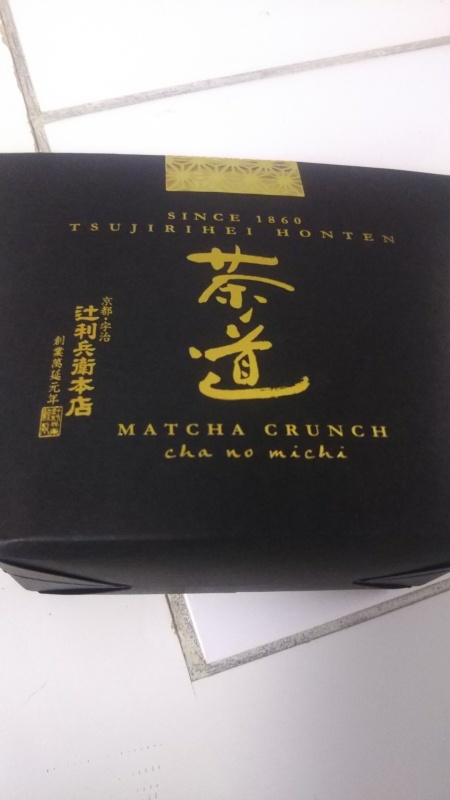 SINCE 1860
TSUJIRIHEI HONTEN
茶道
京都・宇治
辻利兵衛本店
創業萬延元年
MATCHA CRUNCH
cha no michi